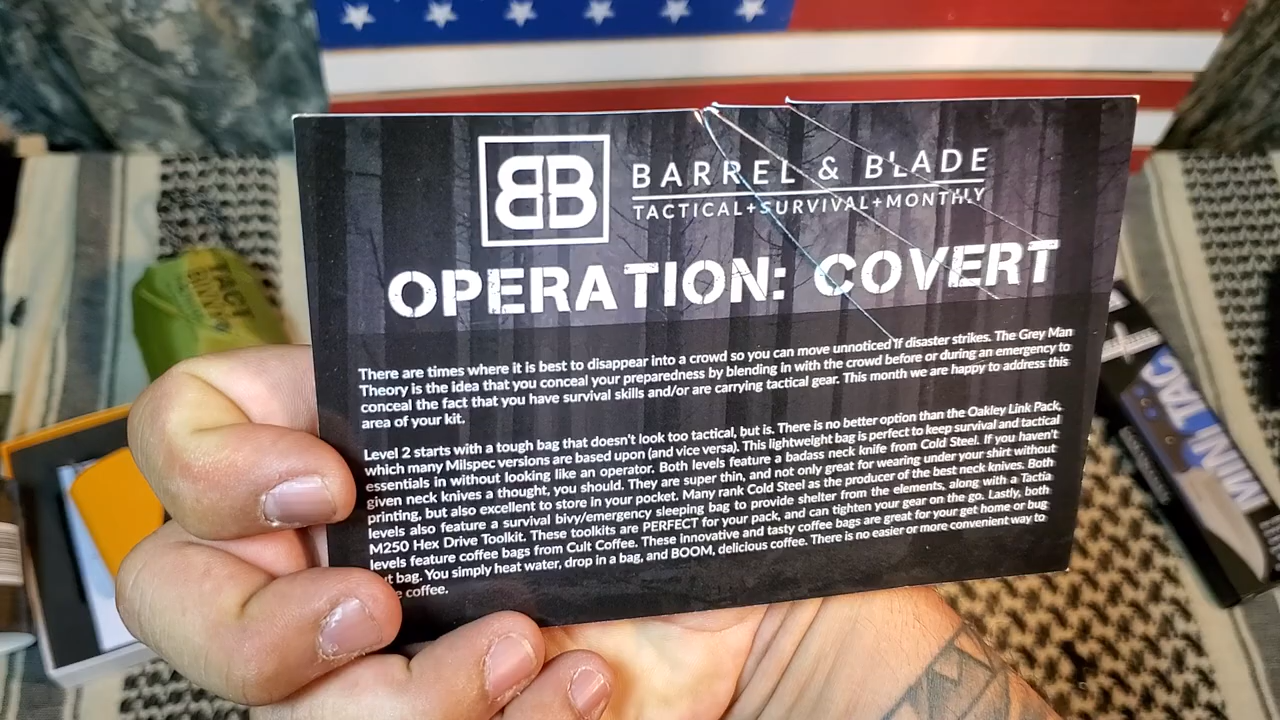 BB
BARREL & BLADE
TACTICAL+SURVIVAL+MONTHLY
OPERATION: COVERT
There are times where it is best to disappear into a crowd so you can move unnoticed if disaster strikes. The Grey Man
Theory is the idea that you conceal your preparedness by blending in with the crowd before or during an emergency to
conceal the fact that you have survival skills and/or are carrying tactical gear. This month we are happy to address this
area of your kit.
Level 2 starts with a tough bag that doesn't look too tactical, but is. There is no better option than the Oakley Link Pack,
which many Milspec versions are based upon (and vice versa). This lightweight bag is perfect to keep survival and tactical
essentials in without looking like an operator. Both levels feature a badass neck knife from Cold Steel. If you haven't
given neck knives a thought, you should. They are super thin, and not only great for wearing under your shirt without
printing, but also excellent to store in your pocket. Many rank Cold Steel as the producer of the best neck knives. Both
levels also feature a survival bivy/emergency sleeping bag to provide shelter from the elements, along with a Tactia
M250 Hex Drive Toolkit. These toolkits are PERFECT for your pack, and can tighten your gear on the go. Lastly, both
levels feature coffee bags from Cult Coffee. These innovative and tasty coffee bags are great for your get home or bug
bag. You simply heat water, drop in a bag, and BOOM, delicious coffee. There is no easier or more convenient way to
coffee.
MINI TAC